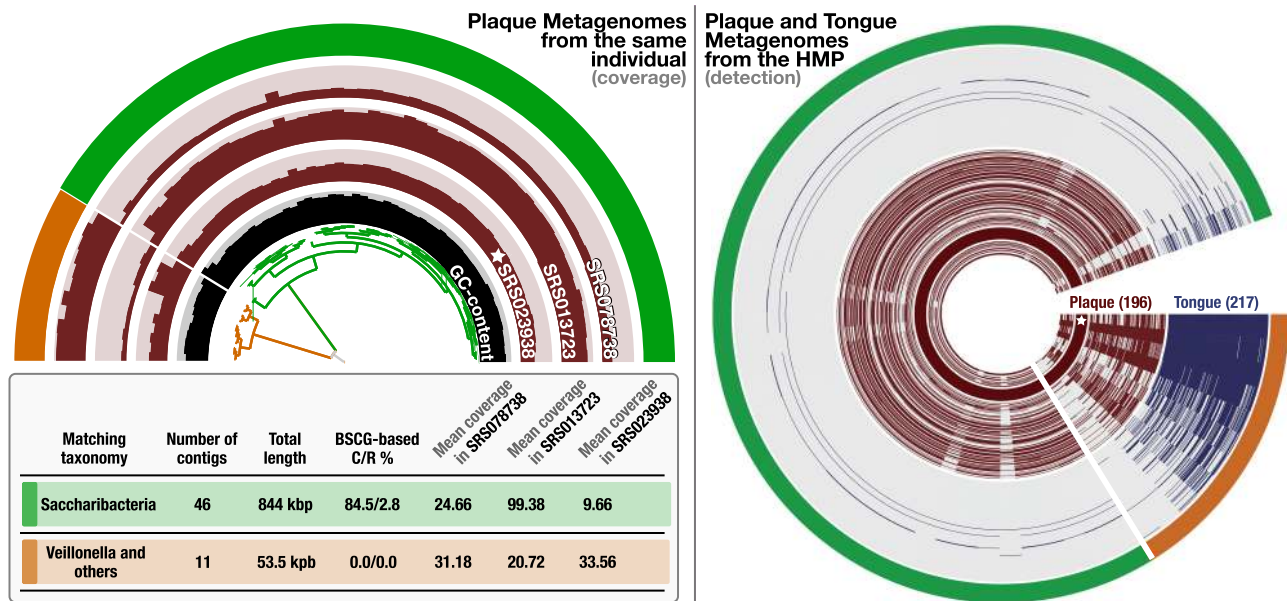 Plaque Metagenomes
from the same
individual
(coverage)
Plaque and Tongue
Metagenomes
from the HMP
(detection)
GC-content
SRS023938
SRS013723
SRS078738
Plaque (196)
Tongue (217)
Matching
taxonomy
Number of
contigs
Total
length
BSCG-based
C/R %
Mean coverage
in SRS078738
Mean coverage
in SRS013723
Mean coverage
in SRS023938
Saccharibacteria 46 844 kbp 84.5/2.8 24.66 99.38 9.66
Veillonella and
others
11 53.5 kpb 0.0/0.0 31.18 20.72 33.56